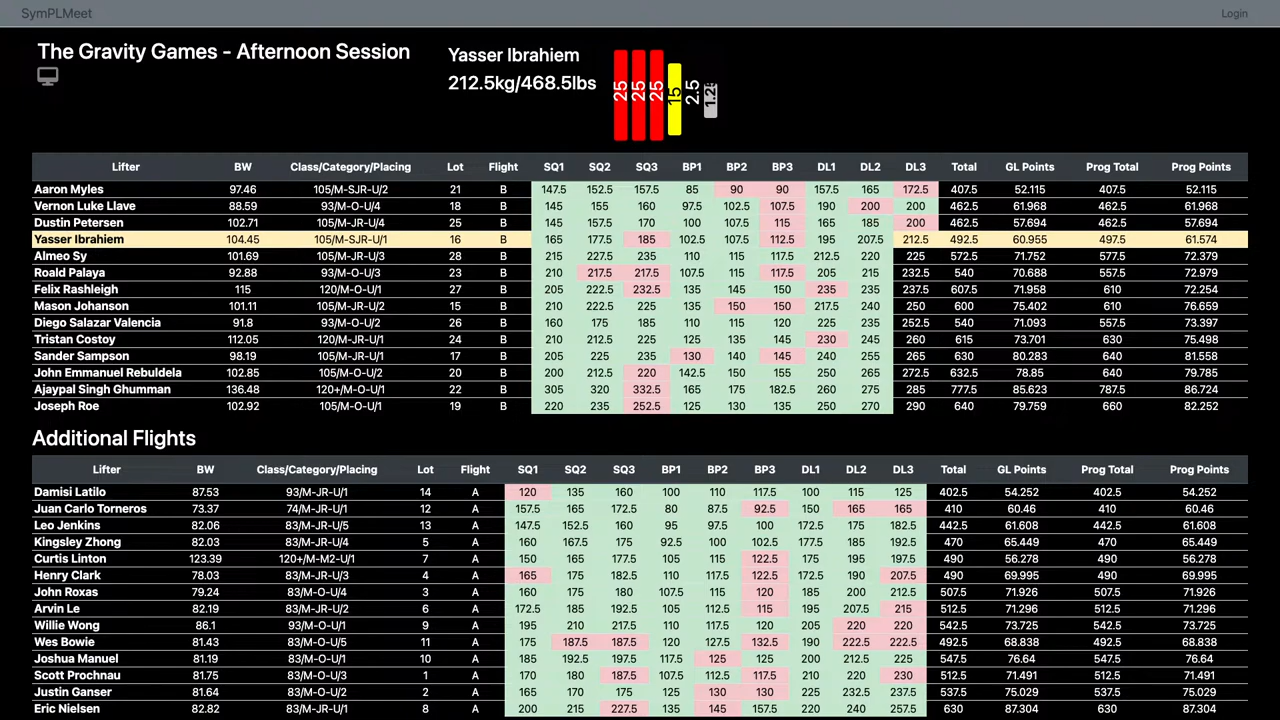 SymPLMeet Login
The Gravity Games - Afternoon Session
Yasser Ibrahiem
212.5kg/468.5lbs
25 25 25 15 2.5 1.25
Lifter BW Class/Category/Placing Lot Flight SQ1 SQ2 SQ3 BP1 BP2 BP3 DL1 DL2 DL3 Total GL Points Prog Total Prog Points
Aaron Myles 97.46 105/M-SJR-U/2 21 B 147.5 152.5 157.5 85 90 90 157.5 165 172.5 407.5 52.115 407.5 52.115
Vernon Luke Llave 88.59 93/M-O-U/4 18 B 145 155 160 97.5 102.5 107.5 190 200 200 462.5 61.968 462.5 61.968
Dustin Petersen 102.71 105/M-JR-U/4 25 B 145 157.5 170 100 107.5 115 165 185 200 462.5 57.694 462.5 57.694
Yasser Ibrahiem 104.45 105/M-SJR-U/1 16 B 165 177.5 185 102.5 107.5 112.5 195 207.5 212.5 492.5 60.955 497.5 61.574
Almeo Sy 101.69 105/M-JR-U/3 28 B 215 227.5 235 110 115 117.5 212.5 220 225 572.5 71.752 577.5 72.379
Roald Palaya 92.88 93/M-O-U/3 23 B 210 217.5 217.5 107.5 115 117.5 205 215 232.5 540 70.688 557.5 72.979
Felix Rashleigh 115 120/M-O-U/1 27 B 205 222.5 232.5 135 145 150 235 235 237.5 607.5 71.958 610 72.254
Mason Johanson 101.11 105/M-JR-U/2 15 B 210 222.5 225 135 150 150 217.5 240 250 600 75.402 610 76.659
Diego Salazar Valencia 91.8 93/M-O-U/2 26 B 160 175 185 110 115 120 225 235 252.5 540 71.093 557.5 73.397
Tristan Costoy 112.05 120/M-JR-U/1 24 B 210 212.5 225 125 135 145 230 245 260 615 73.701 630 75.498
Sander Sampson 98.19 105/M-JR-U/1 17 B 205 225 235 130 140 145 240 255 265 630 80.283 640 81.558
John Emmanuel Rebuldela 102.85 105/M-O-U/2 20 B 200 212.5 220 142.5 150 155 250 265 272.5 632.5 78.85 640 79.785
Ajaypal Singh Ghumman 136.48 120+/M-O-U/1 22 B 305 320 332.5 165 175 182.5 260 275 285 777.5 85.623 787.5 86.724
Joseph Roe 102.92 105/M-O-U/1 19 B 220 235 252.5 125 130 135 250 270 290 640 79.759 660 82.252
Additional Flights
Lifter BW Class/Category/Placing Lot Flight SQ1 SQ2 SQ3 BP1 BP2 BP3 DL1 DL2 DL3 Total GL Points Prog Total Prog Points
Damisi Latilo 87.53 93/M-JR-U/1 14 A 120 135 160 100 110 117.5 100 115 125 402.5 54.252 402.5 54.252
Juan Carlo Torneros 73.37 74/M-JR-U/1 12 A 157.5 165 172.5 80 87.5 92.5 150 165 165 410 60.46 410 60.46
Leo Jenkins 82.06 83/M-JR-U/5 13 A 147.5 152.5 160 95 97.5 100 172.5 175 182.5 442.5 61.608 442.5 61.608
Kingsley Zhong 82.03 83/M-JR-U/4 5 A 160 167.5 175 92.5 100 102.5 177.5 185 192.5 470 65.449 470 65.449
Curtis Linton 123.39 120+/M-M2-U/1 7 A 150 165 177.5 105 115 122.5 175 195 197.5 490 56.278 490 56.278
Henry Clark 78.03 83/M-JR-U/3 4 A 165 175 182.5 110 117.5 122.5 172.5 190 207.5 490 69.995 490 69.995
John Roxas 79.24 83/M-O-U/4 3 A 160 175 180 107.5 115 120 185 200 212.5 507.5 71.926 507.5 71.926
Arvin Le 82.19 83/M-JR-U/2 6 A 172.5 185 192.5 105 112.5 115 195 207.5 215 512.5 71.296 512.5 71.296
Willie Wong 86.1 93/M-O-U/1 9 A 195 210 217.5 110 117.5 120 205 220 220 542.5 73.725 542.5 73.725
Wes Bowie 81.43 83/M-O-U/5 11 A 175 187.5 187.5 120 127.5 132.5 190 222.5 222.5 492.5 68.838 492.5 68.838
Joshua Manuel 81.19 83/M-O-U/1 10 A 185 192.5 197.5 117.5 125 125 200 212.5 225 547.5 76.64 547.5 76.64
Scott Prochnau 81.75 83/M-O-U/3 1 A 170 180 187.5 107.5 112.5 117.5 210 220 230 512.5 71.491 512.5 71.491
Justin Ganser 81.64 83/M-O-U/2 2 A 165 170 175 125 130 130 225 232.5 237.5 537.5 75.029 537.5 75.029
Eric Nielsen 82.82 83/M-JR-U/1 8 A 200 215 227.5 135 145 157.5 220 240 257.5 630 87.304 630 87.304